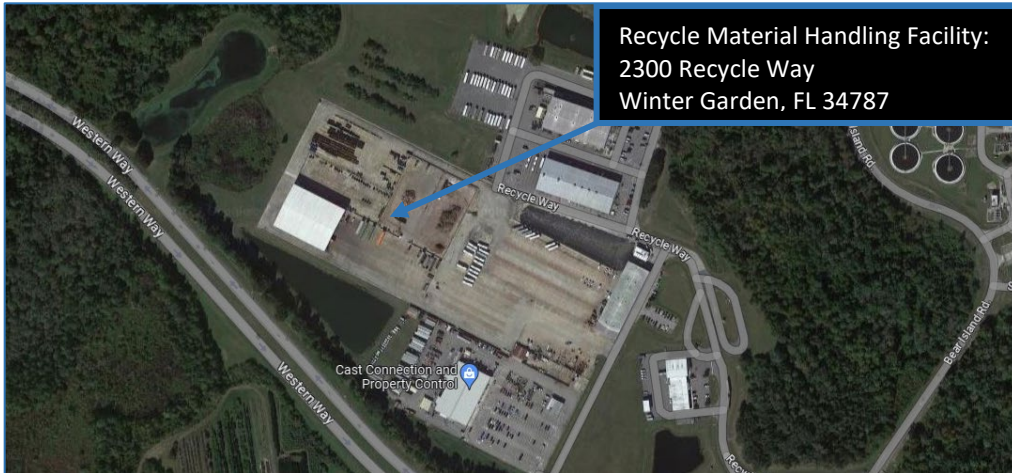 Recycle Material Handling Facility:
2300 Recycle Way
Winter Garden, FL 34787
Western Way
Western Way
Recycle Way
Recycle Way
Cast Connection and
Property Control
Western Way
Bear Island Rd